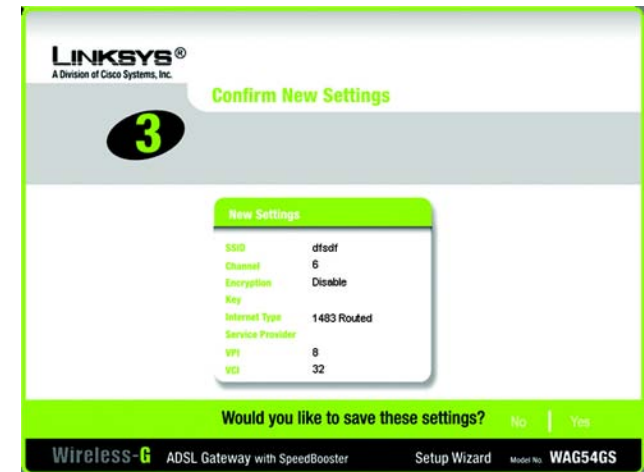 LINKSYS®
A Division of Cisco Systems, Inc.
Confirm New Settings
3
New Settings
SSID dfsdf
Channel 6
Encryption Disable
Key
Internet Type 1483 Routed
Service Provider
VPI 8
VCI 32
Would you like to save these settings? No Yes
Wireless-G ADSL Gateway with SpeedBooster Setup Wizard Model No. WAG54GS